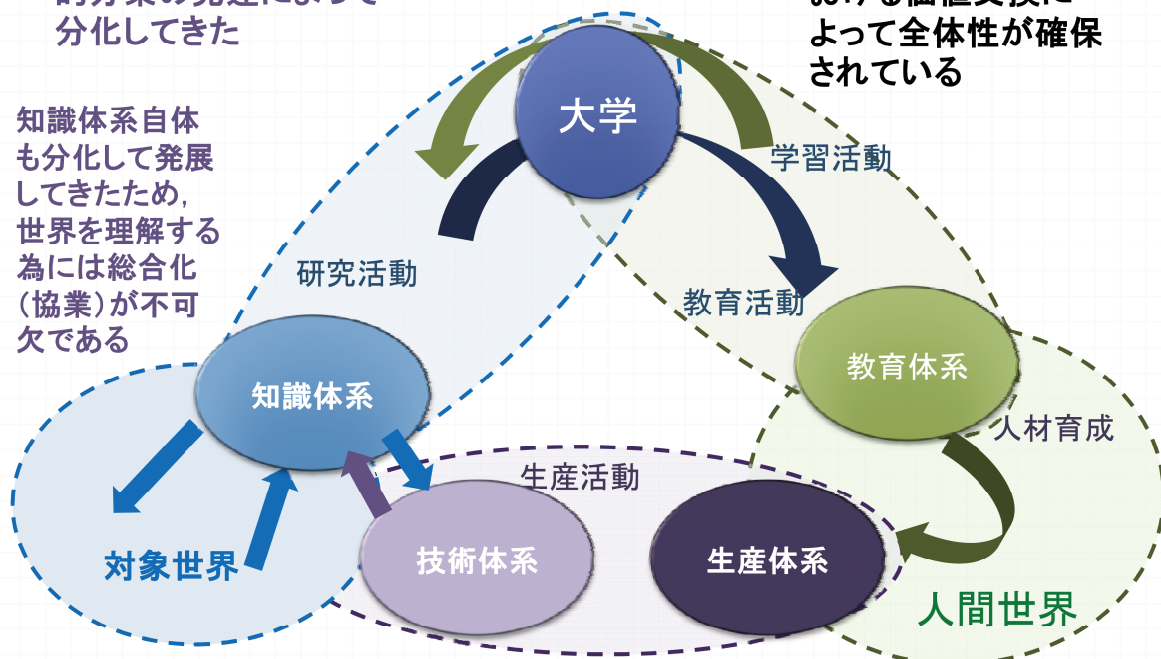 分化してきた
よって全体性が確保
されている
大学
知識体系自体
も分化して発展
してきたため,
世界を理解する
為には総合化
（協業）が不可
欠である
学習活動
研究活動
教育活動
教育体系
知識体系
人材育成
生産活動
対象世界
技術体系
生産体系
人間世界